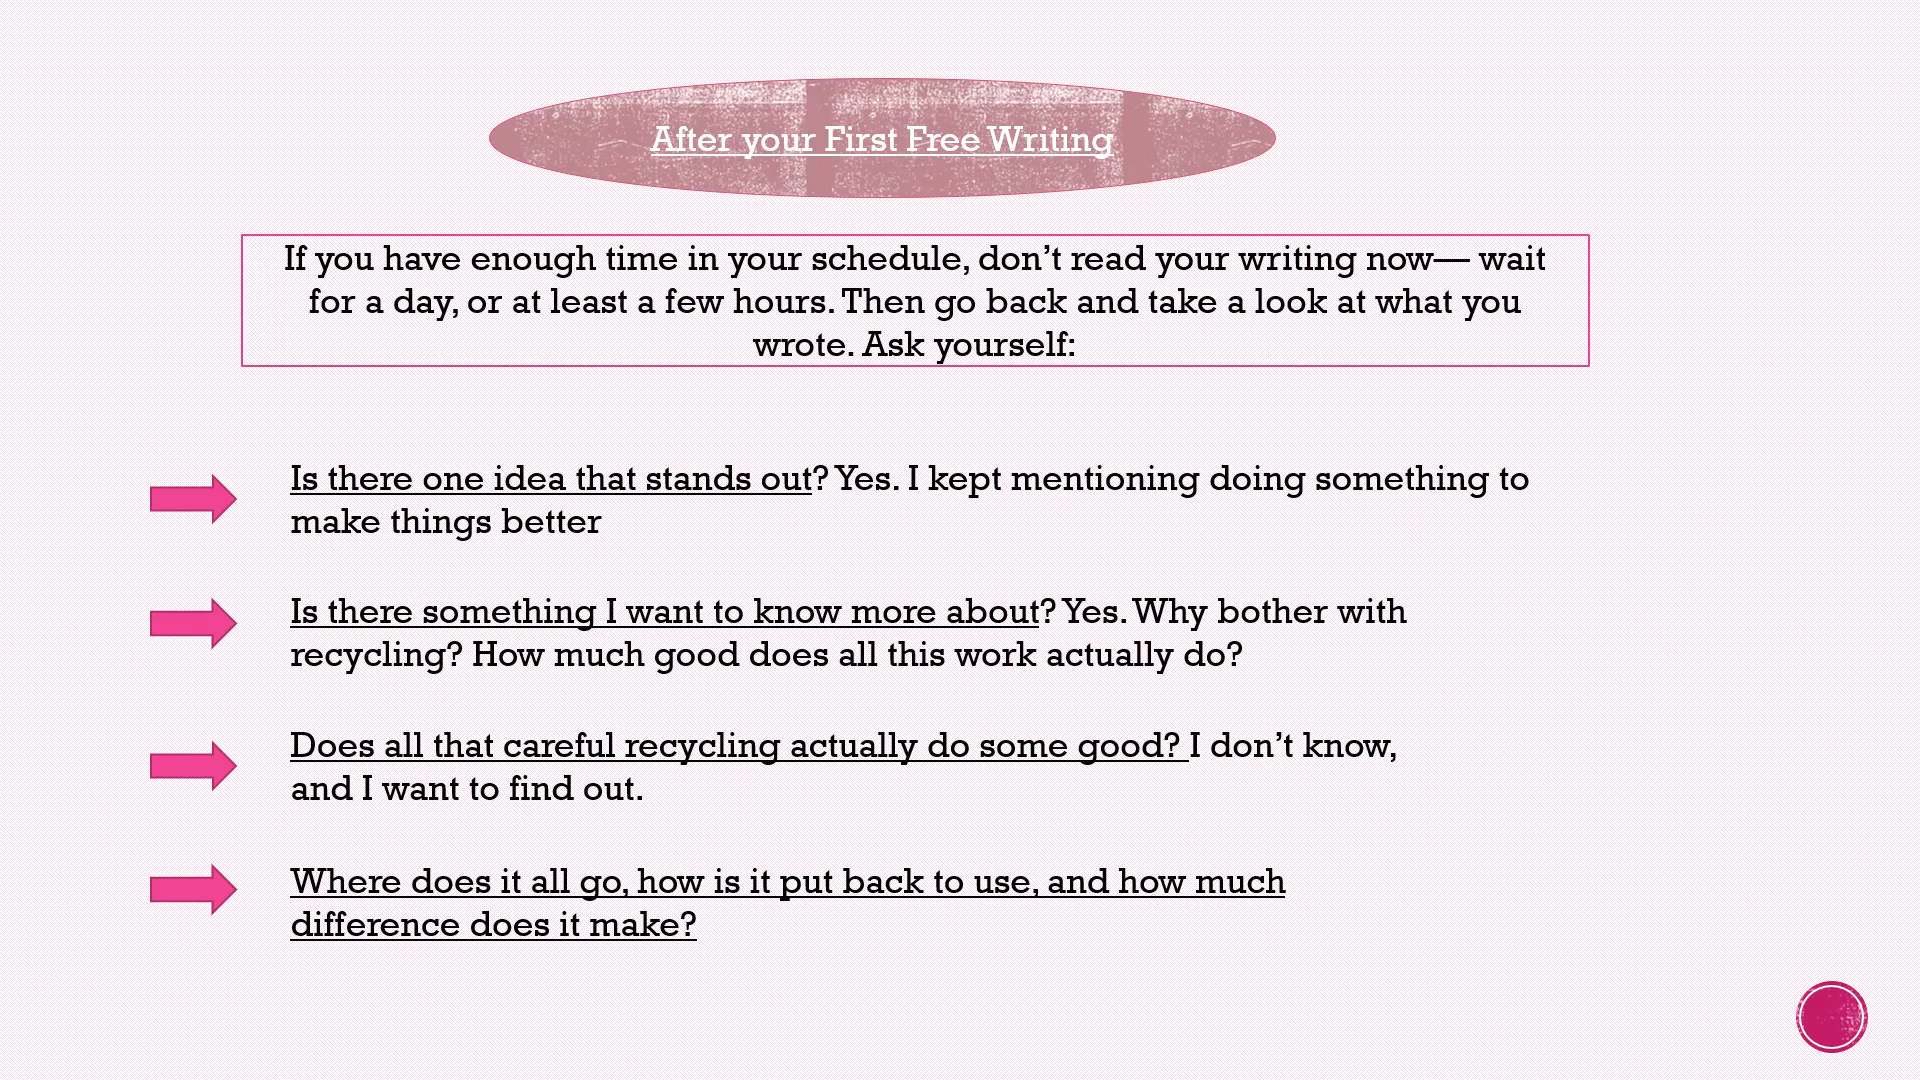 After your First Free Writing
If you have enough time in your schedule, don’t read your writing now— wait
for a day, or at least a few hours. Then go back and take a look at what you
wrote. Ask yourself:
Is there one idea that stands out? Yes. I kept mentioning doing something to
make things better
Is there something I want to know more about? Yes. Why bother with
recycling? How much good does all this work actually do?
Does all that careful recycling actually do some good? I don’t know,
and I want to find out.
Where does it all go, how is it put back to use, and how much
difference does it make?